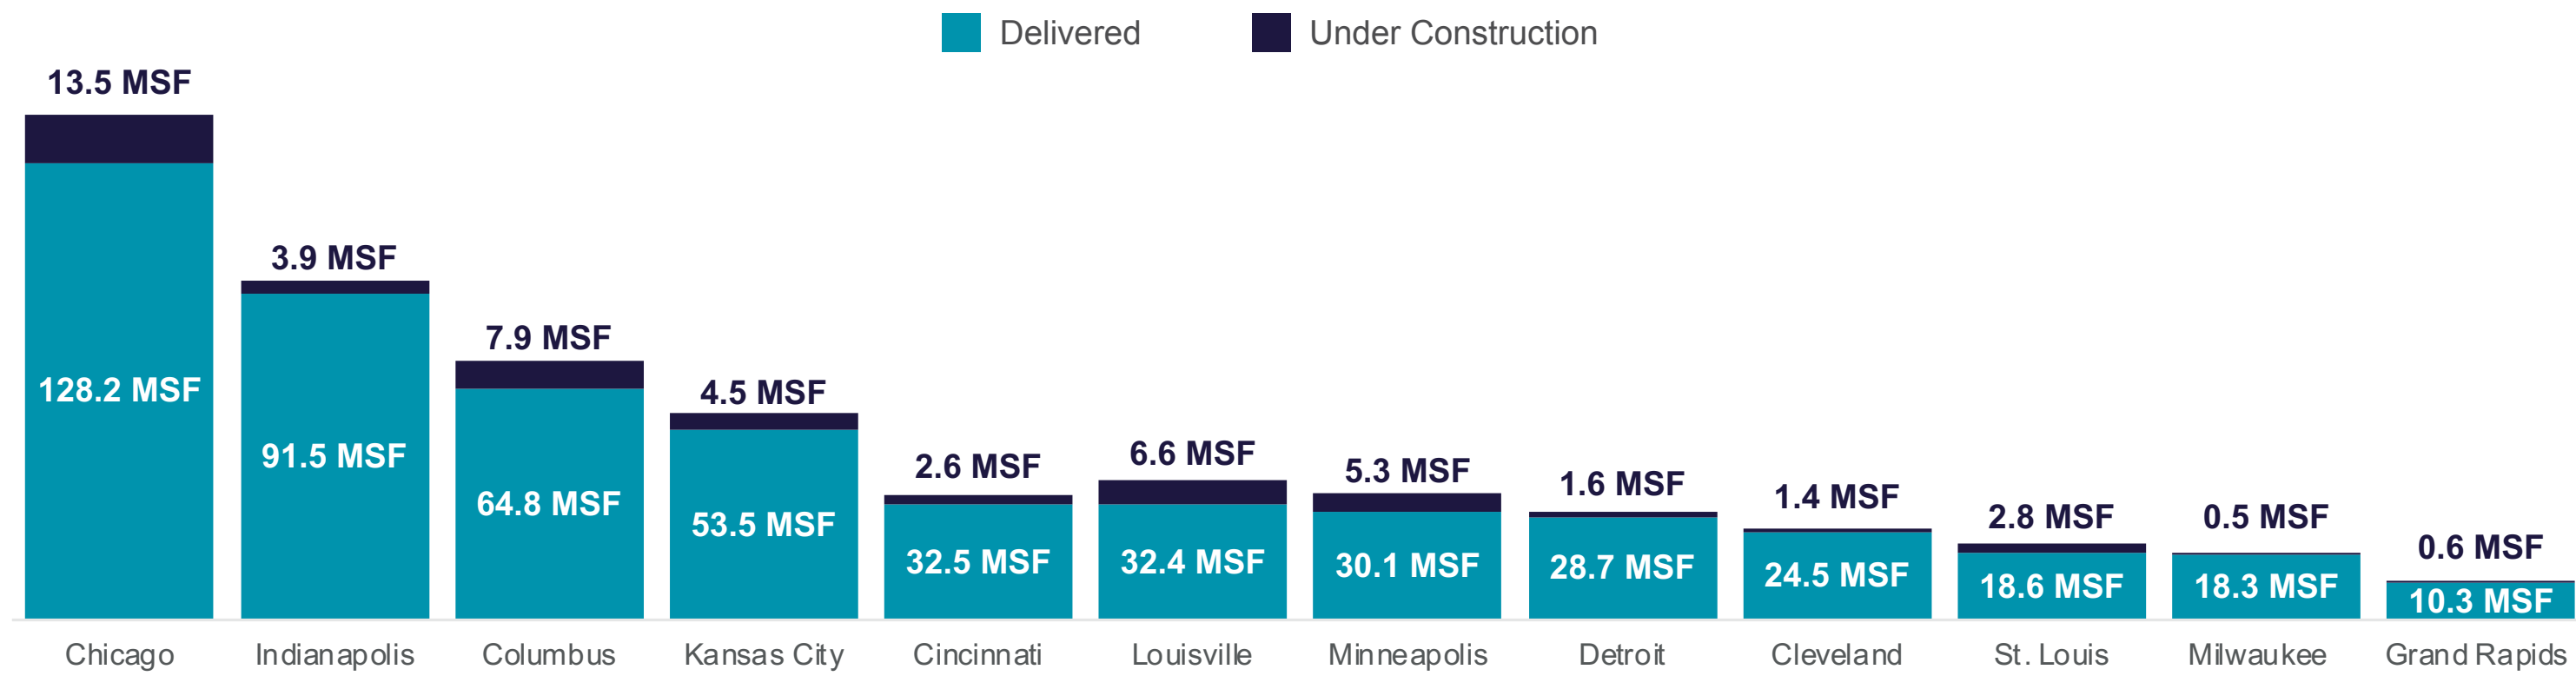 Delivered
Under Construction
13.5 MSF
3.9 MSF
7.9 MSF
4.5 MSF
2.6 MSF
6.6 MSF
5.3 MSF
1.6 MSF
1.4 MSF
2.8 MSF
0.5 MSF
0.6 MSF
128.2 MSF
91.5 MSF
64.8 MSF
53.5 MSF
32.5 MSF
32.4 MSF
30.1 MSF
28.7 MSF
24.5 MSF
18.6 MSF
18.3 MSF
10.3 MSF
Chicago
Indianapolis
Columbus
Kansas City
Cincinnati
Louisville
Minneapolis
Detroit
Cleveland
St. Louis
Milwaukee
Grand Rapids